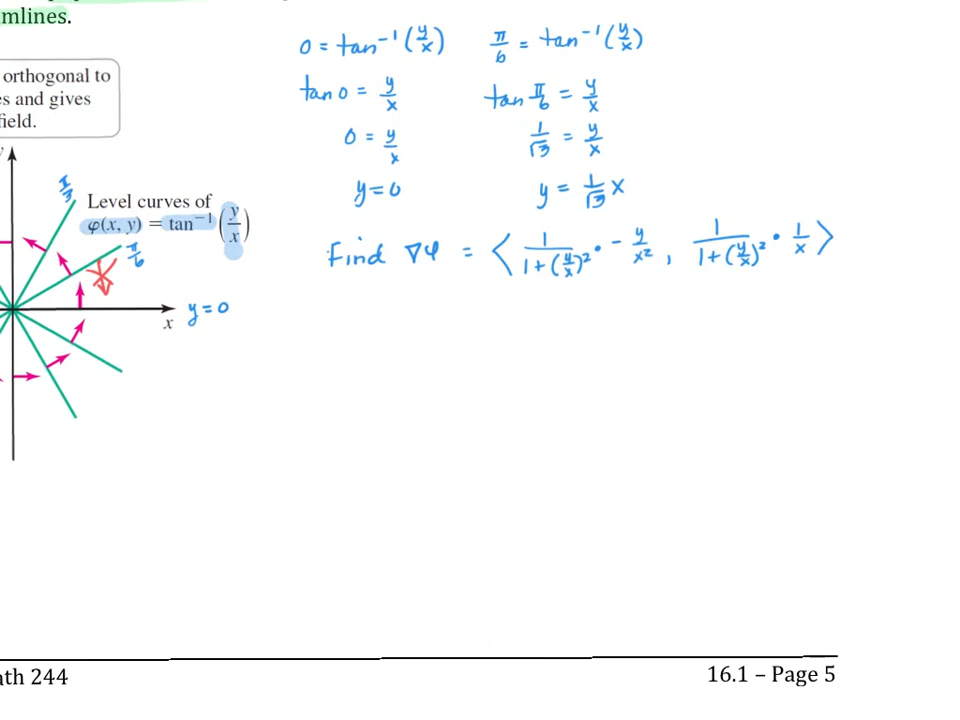 mlines.
orthogonal to
es and gives
field.
0 = tan⁻¹(y/x)
tan 0 = y/x
0 = y/x
y = 0
π/6 = tan⁻¹(y/x)
tan π/6 = y/x
1/√3 = y/x
y = 1/√3 x
Find ∇φ = ⟨ 1/(1+(y/x)²) · −y/x² , 1/(1+(y/x)²) · 1/x ⟩
y
π/3
Level curves of
φ(x, y) = tan⁻¹(y/x)
π/6
x
y = 0
ath 244
16.1 – Page 5